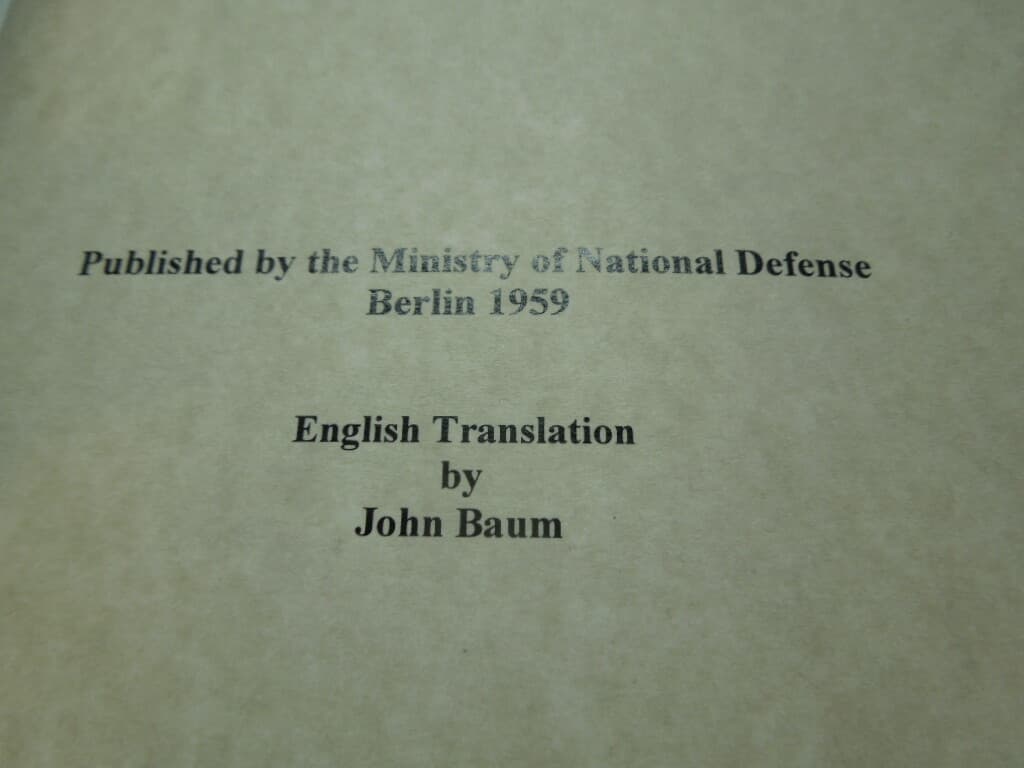 Published by the Ministry of National Defense
Berlin 1959
English Translation
by
John Baum